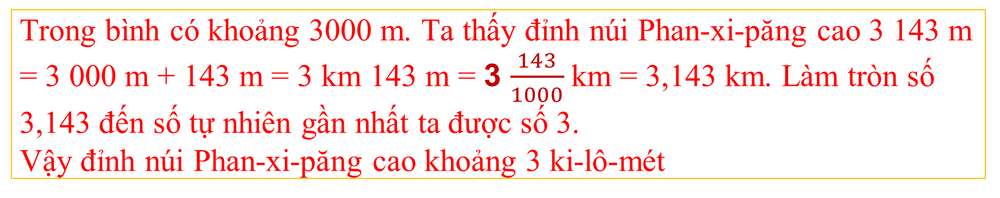 Trong bình có khoảng 3000 m. Ta thấy đỉnh núi Phan-xi-păng cao 3 143 m
= 3 000 m + 143 m = 3 km 143 m = 3 143/1000 km = 3,143 km. Làm tròn số
3,143 đến số tự nhiên gần nhất ta được số 3.
Vậy đỉnh núi Phan-xi-păng cao khoảng 3 ki-lô-mét